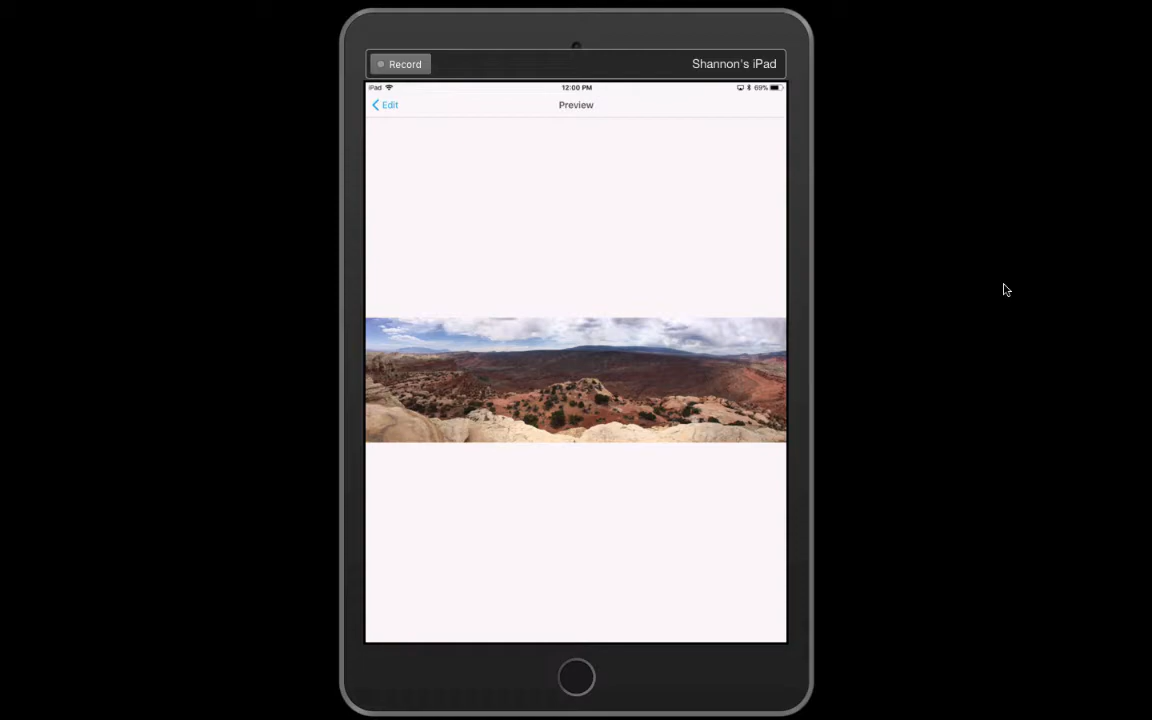 Record
Shannon's iPad
iPad
12:00 PM
69%
Edit
Preview